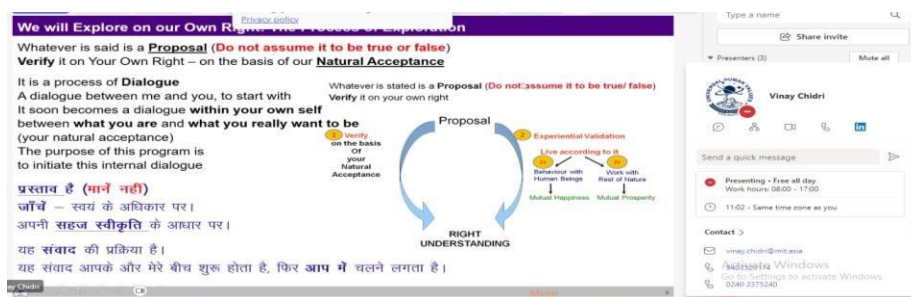 Privacy policy
We will Explore on our Own Right: The Process of Exploration
Whatever is said is a Proposal (Do not assume it to be true or false)
Verify it on Your Own Right – on the basis of our Natural Acceptance
It is a process of Dialogue
A dialogue between me and you, to start with
It soon becomes a dialogue within your own self
between what you are and what you really want to be
(your natural acceptance)
The purpose of this program is
to initiate this internal dialogue
प्रस्ताव है (मानें नहीं)
जाँचें – स्वयं के अधिकार पर।
अपनी सहज स्वीकृति के आधार पर।
यह संवाद की प्रक्रिया है।
यह संवाद आपके और मेरे बीच शुरू होता है, फिर आप में चलने लगता है।
Whatever is stated is a Proposal (Do not assume it to be true/ false)
Verify it on your own right
Proposal
1 Verify
on the basis
Of
your
Natural
Acceptance
2 Experiential Validation
Live according to it
2a 2b
Behaviour with
Human Beings
Work with
Rest of Nature
Mutual Happiness
Mutual Prosperity
RIGHT
UNDERSTANDING
ay Chidri
Type a name
Share invite
Presenters (3)
Mute all
Vinay Chidri
Send a quick message
Presenting • Free all day
Work hours: 08:00 - 17:00
11:02 - Same time zone as you
Contact >
vinay.chidri@mit.asia
Activate Windows
Go to Settings to activate Windows.
0240 2375240